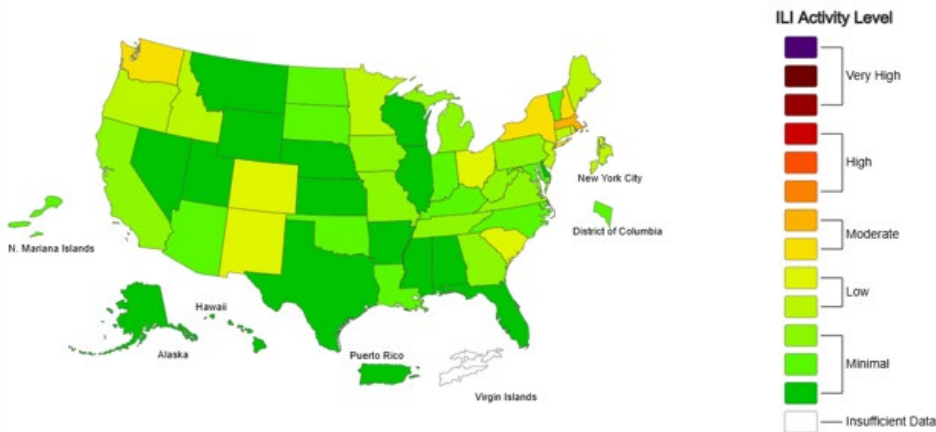 ILI Activity Level
Very High
High
Moderate
Low
Minimal
Insufficient Data
New York City
District of Columbia
N. Mariana Islands
Hawaii
Alaska
Puerto Rico
Virgin Islands